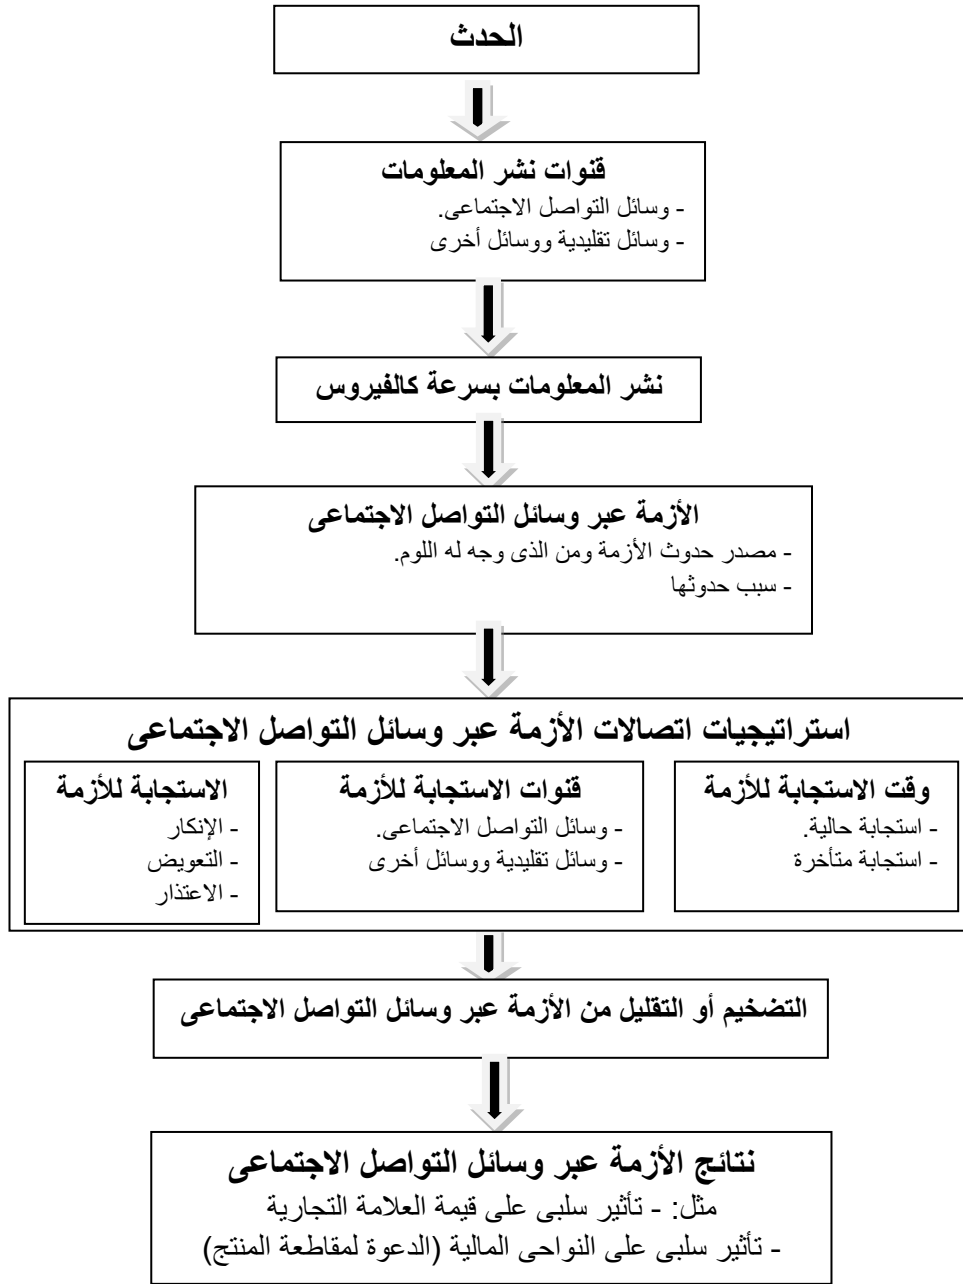 الحدث
قنوات نشر المعلومات
- وسائل التواصل الاجتماعى.
- وسائل تقليدية ووسائل أخرى
نشر المعلومات بسرعة كالفيروس
الأزمة عبر وسائل التواصل الاجتماعى
- مصدر حدوث الأزمة ومن الذى وجه له اللوم.
- سبب حدوثها
استراتيجيات اتصالات الأزمة عبر وسائل التواصل الاجتماعى
وقت الاستجابة للأزمة
- استجابة حالية.
- استجابة متأخرة
قنوات الاستجابة للأزمة
- وسائل التواصل الاجتماعى.
- وسائل تقليدية ووسائل أخرى
الاستجابة للأزمة
- الإنكار
- التعويض
- الاعتذار
التضخيم أو التقليل من الأزمة عبر وسائل التواصل الاجتماعى
نتائج الأزمة عبر وسائل التواصل الاجتماعى
مثل: - تأثير سلبى على قيمة العلامة التجارية
- تأثير سلبى على النواحى المالية (الدعوة لمقاطعة المنتج)